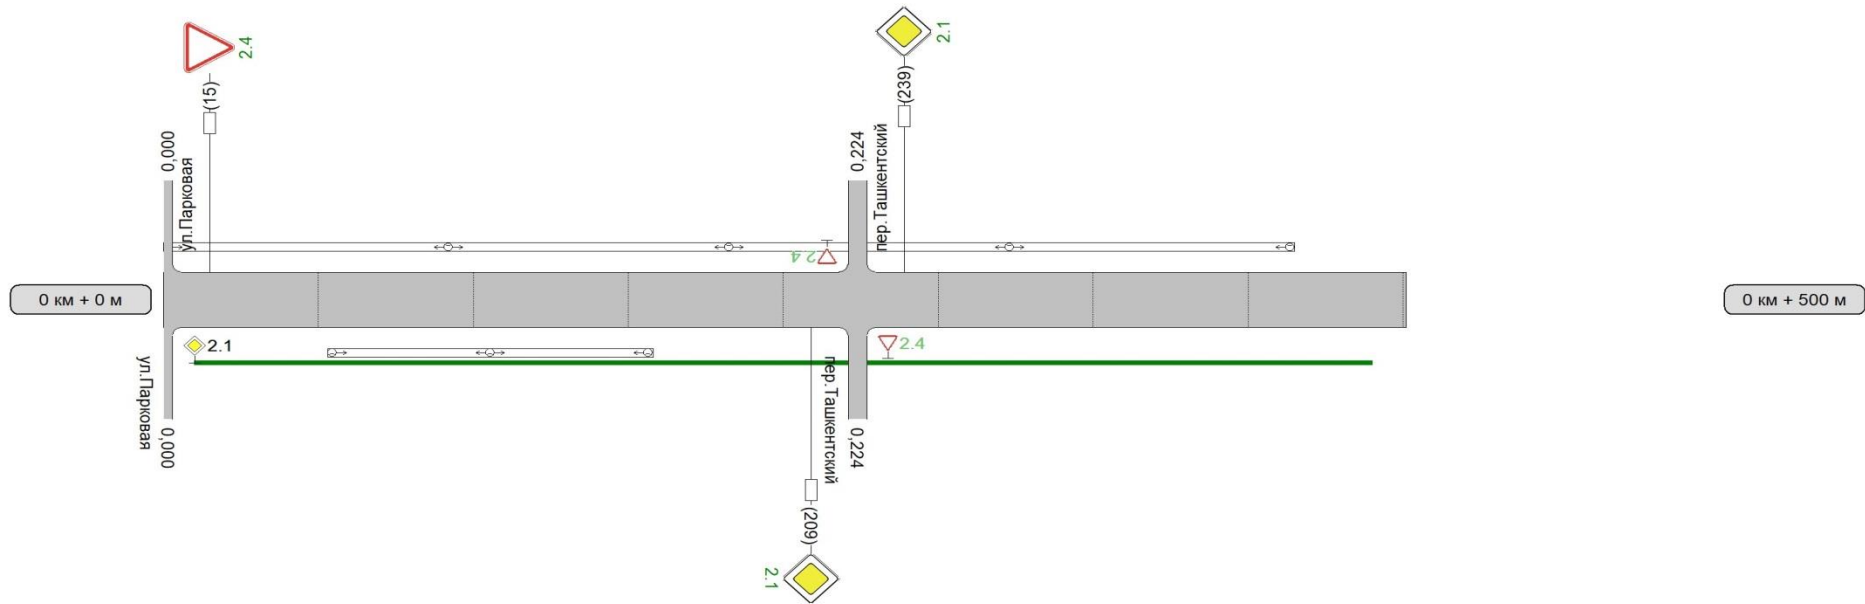 2.4
(15)
0,000
ул.Парковая
2.1
(239)
0,224
пер.Ташкентский
2.4
0 км + 0 м
0 км + 500 м
2.1
2.4
ул.Парковая
0,000
пер.Ташкентский
0,224
(209)
2.1